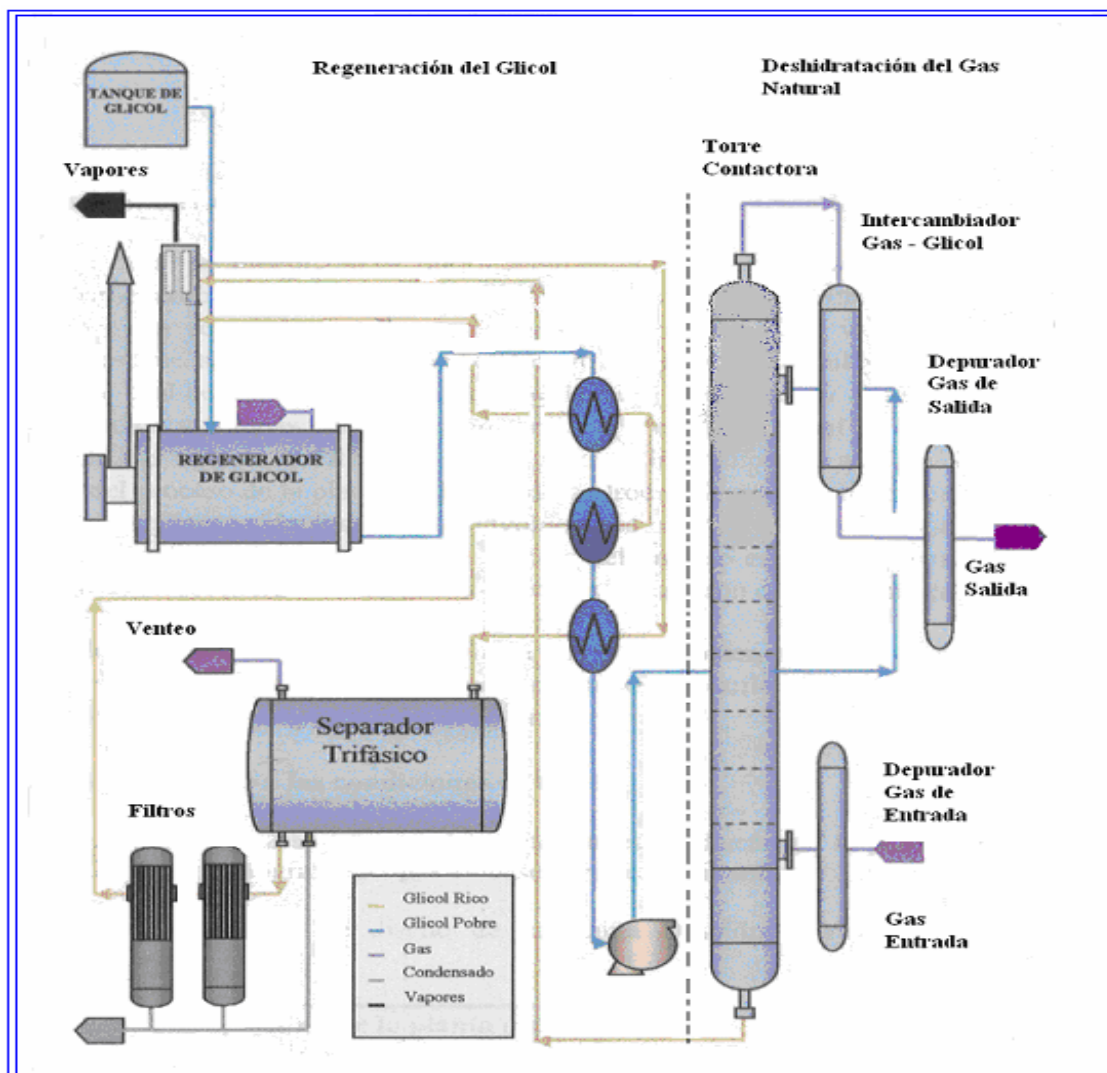 Regeneración del Glicol
Deshidratación del Gas
Natural
TANQUE DE
GLICOL
Vapores
Torre
Contactora
Intercambiador
Gas - Glicol
Depurador
Gas de
Salida
REGENERADOR
DE GLICOL
Gas
Salida
Venteo
Separador
Trifásico
Depurador
Gas de
Entrada
Filtros
Glicol Rico
Glicol Pobre
Gas
Condensado
Vapores
Gas
Entrada